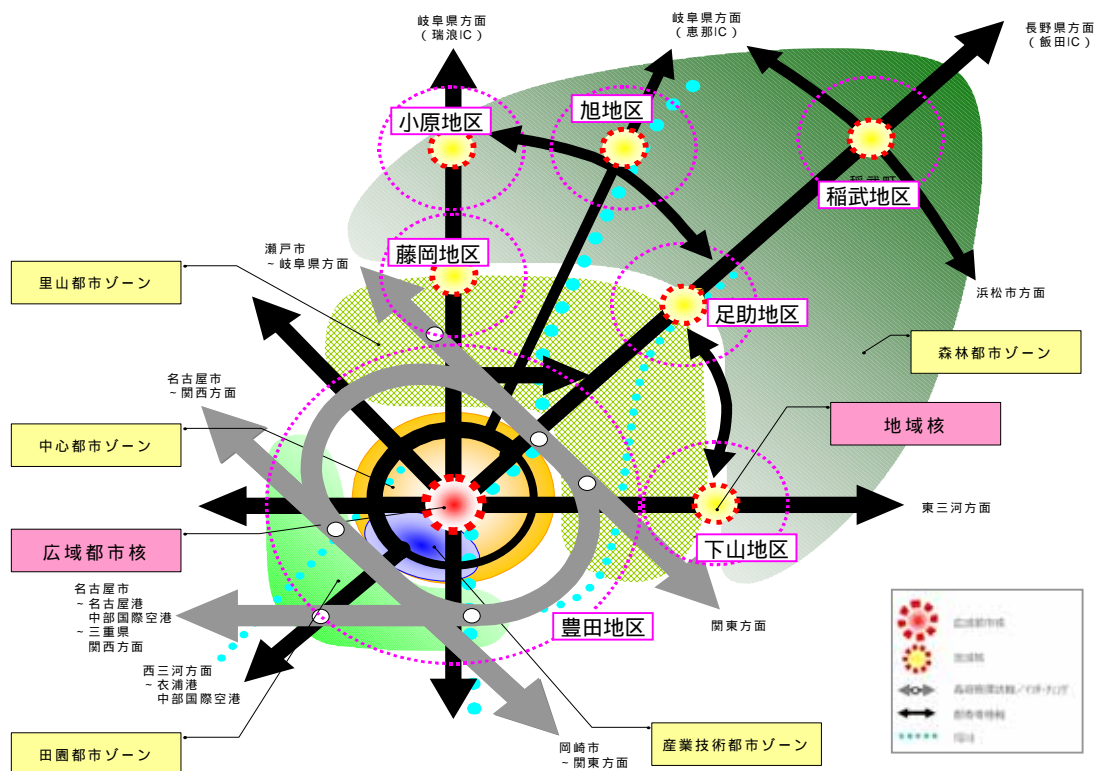 岐阜県方面
（瑞浪IC）
岐阜県方面
（恵那IC）
長野県方面
（飯田IC）
小原地区
旭地区
稲武町
稲武地区
瀬戸市
～岐阜県方面
藤岡地区
里山都市ゾーン
足助地区
浜松市方面
森林都市ゾーン
名古屋市
～関西方面
地域核
中心都市ゾーン
東三河方面
広域都市核
下山地区
名古屋市
～名古屋港
中部国際空港
～三重県
関西方面
豊田地区
関東方面
広域都市核
地域核
西三河方面
～衣浦港
中部国際空港
田園都市ゾーン
岡崎市
～関東方面
産業技術都市ゾーン